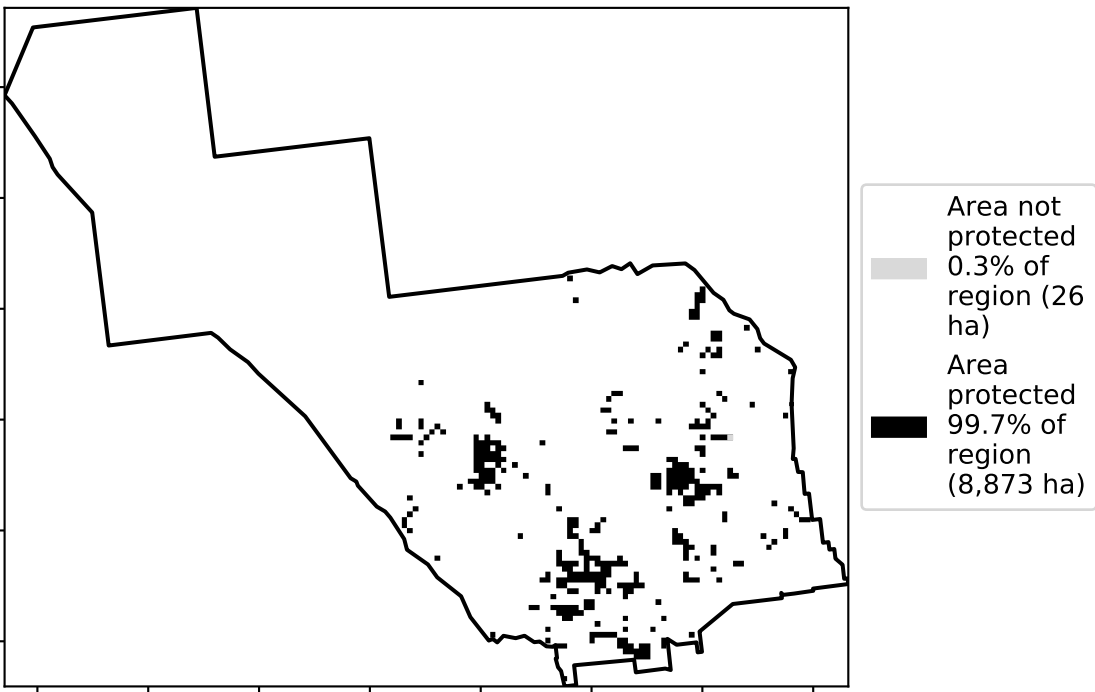 Area not
protected
0.3% of
region (26
ha)
Area
protected
99.7% of
region
(8,873 ha)